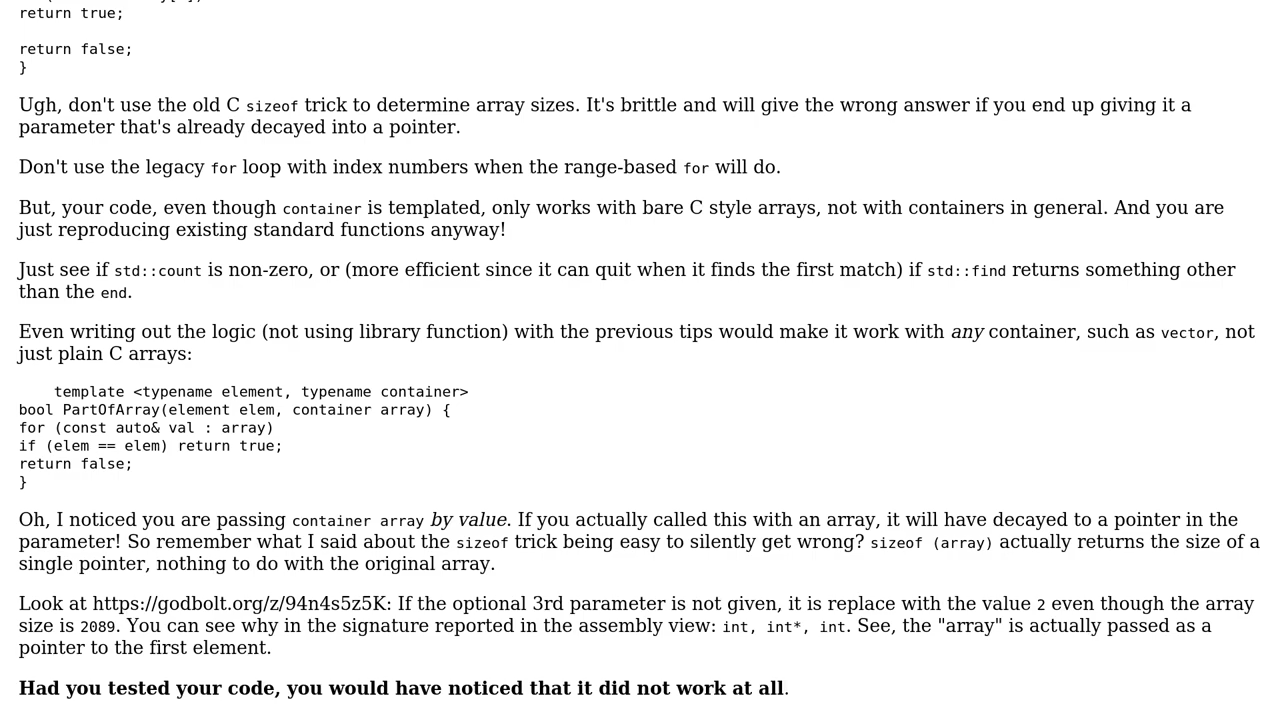 return true;
return false;
}
Ugh, don't use the old C sizeof trick to determine array sizes. It's brittle and will give the wrong answer if you end up giving it a
parameter that's already decayed into a pointer.
Don't use the legacy for loop with index numbers when the range-based for will do.
But, your code, even though container is templated, only works with bare C style arrays, not with containers in general. And you are
just reproducing existing standard functions anyway!
Just see if std::count is non-zero, or (more efficient since it can quit when it finds the first match) if std::find returns something other
than the end.
Even writing out the logic (not using library function) with the previous tips would make it work with any container, such as vector, not
just plain C arrays:
template <typename element, typename container>
bool PartOfArray(element elem, container array) {
for (const auto& val : array)
if (elem == elem) return true;
return false;
}
Oh, I noticed you are passing container array by value. If you actually called this with an array, it will have decayed to a pointer in the
parameter! So remember what I said about the sizeof trick being easy to silently get wrong? sizeof (array) actually returns the size of a
single pointer, nothing to do with the original array.
Look at https://godbolt.org/z/94n4s5z5K: If the optional 3rd parameter is not given, it is replace with the value 2 even though the array
size is 2089. You can see why in the signature reported in the assembly view: int, int*, int. See, the "array" is actually passed as a
pointer to the first element.
Had you tested your code, you would have noticed that it did not work at all.